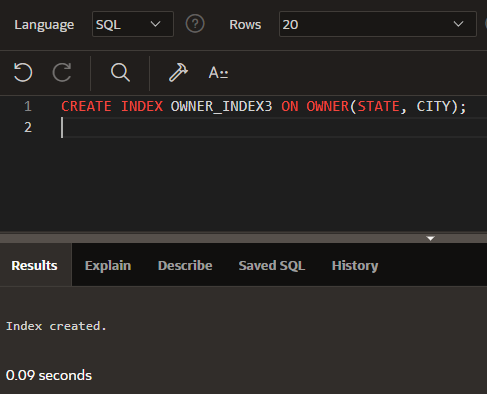 Language SQL ? Rows 20
A::
1 CREATE INDEX OWNER_INDEX3 ON OWNER(STATE, CITY);
2
Results Explain Describe Saved SQL History
Index created.
0.09 seconds